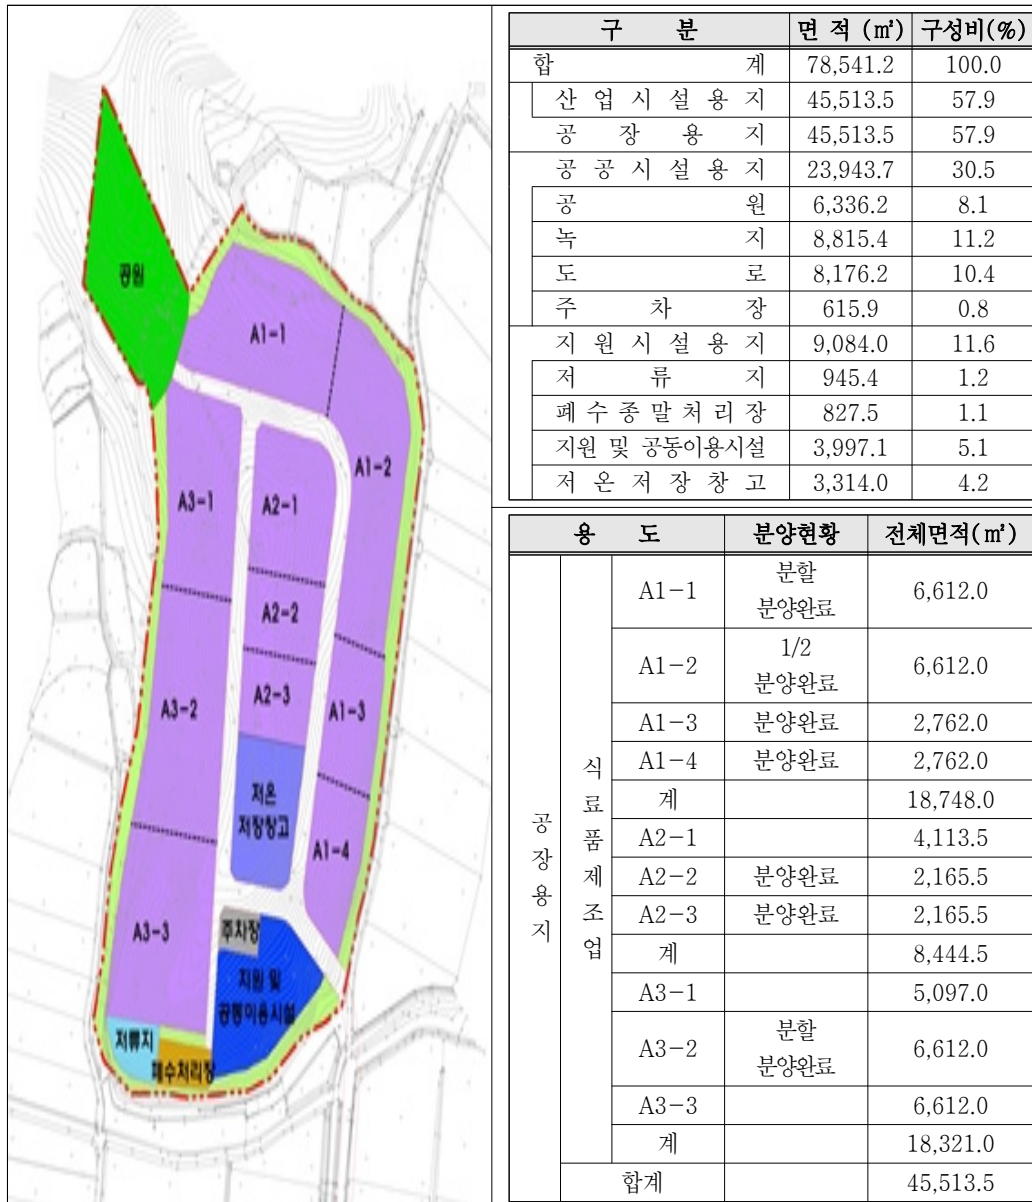 공원
A1-1
A1-2
A3-1
A2-1
A2-2
A2-3
A3-2
A1-3
저온
저장창고
A1-4
A3-3
주차장
지원 및
공동이용시설
저류지
폐수처리장
구 분 면 적 (㎡) 구성비(%)
합 계 78,541.2 100.0
산 업 시 설 용 지 45,513.5 57.9
공 장 용 지 45,513.5 57.9
공 공 시 설 용 지 23,943.7 30.5
공 원 6,336.2 8.1
녹 지 8,815.4 11.2
도 로 8,176.2 10.4
주 차 장 615.9 0.8
지 원 시 설 용 지 9,084.0 11.6
저 류 지 945.4 1.2
폐 수 종 말 처 리 장 827.5 1.1
지원 및 공동이용시설 3,997.1 5.1
저 온 저 장 창 고 3,314.0 4.2
용 도 분양현황 전체면적(㎡)
공장용지
식료품제조업
A1-1 분할 분양완료 6,612.0
A1-2 1/2 분양완료 6,612.0
A1-3 분양완료 2,762.0
A1-4 분양완료 2,762.0
계 18,748.0
A2-1 4,113.5
A2-2 분양완료 2,165.5
A2-3 분양완료 2,165.5
계 8,444.5
A3-1 5,097.0
A3-2 분할 분양완료 6,612.0
A3-3 6,612.0
계 18,321.0
합계 45,513.5